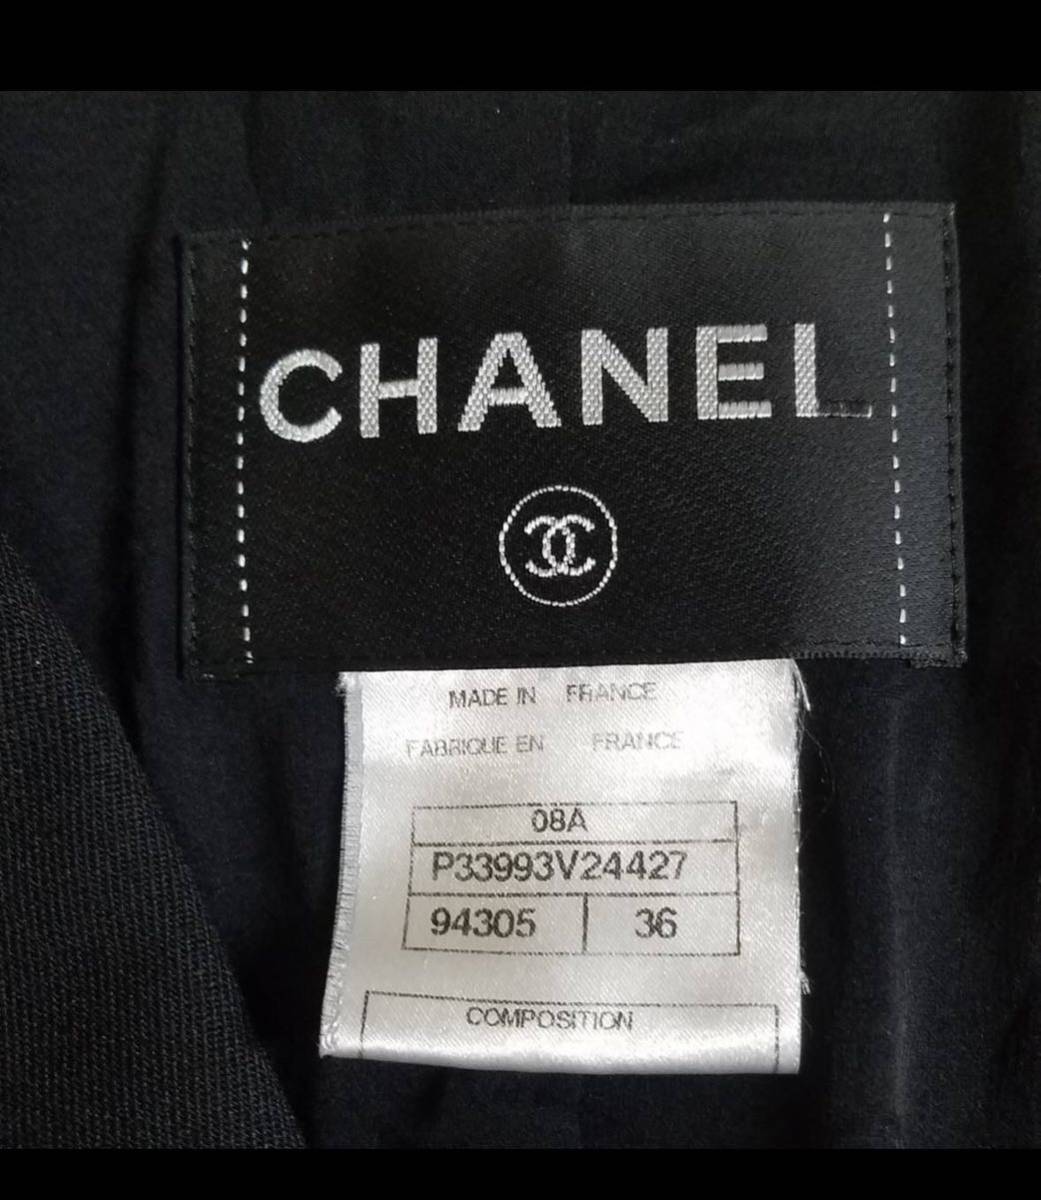 CHANEL
MADE IN FRANCE
FABRIQUE EN FRANCE
08A
P33993V24427
94305 36
COMPOSITION